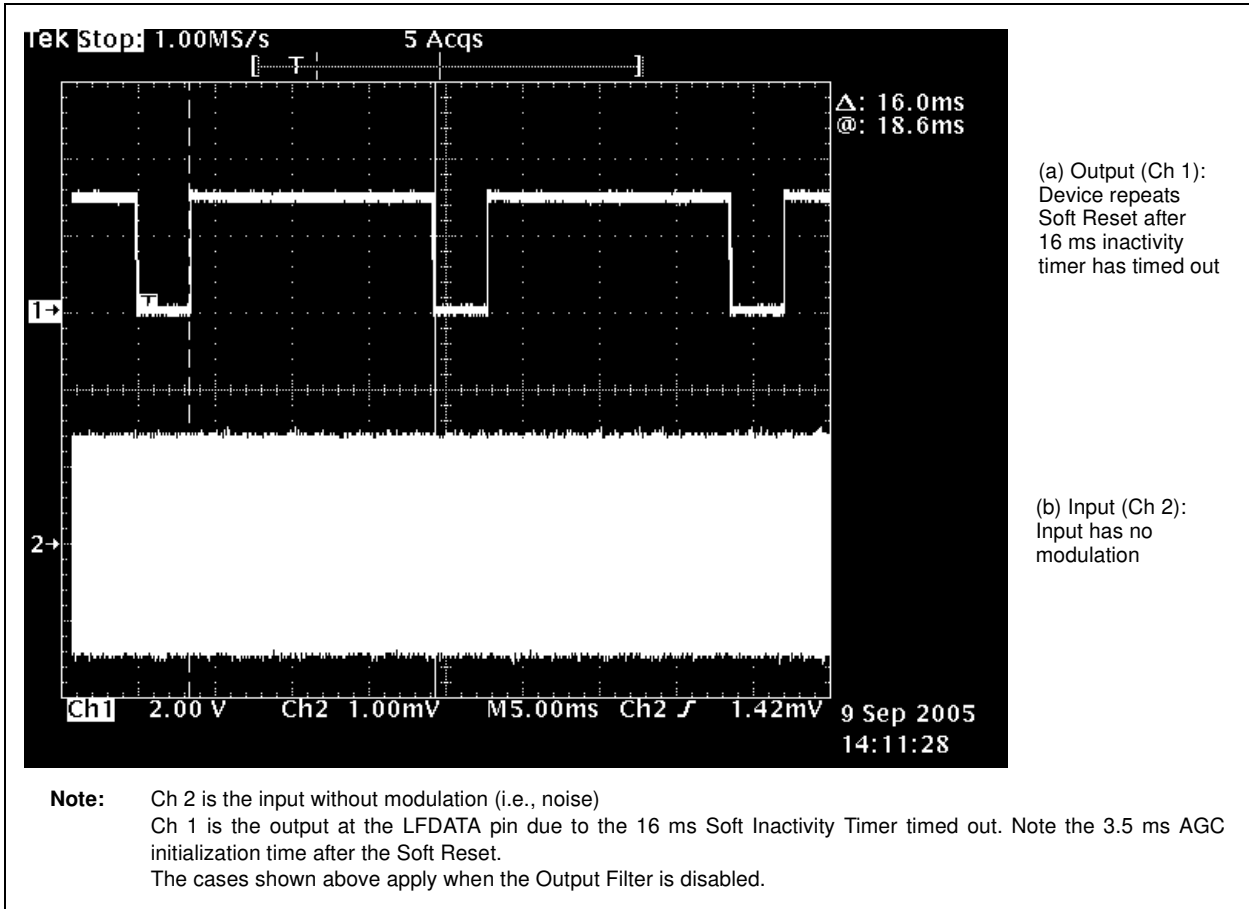 Tek Stop: 1.00MS/s 5 Acqs
[ T ]
Δ: 16.0ms
@: 18.6ms
(a) Output (Ch 1):
Device repeats
Soft Reset after
16 ms inactivity
timer has timed out
T
1→
(b) Input (Ch 2):
Input has no
modulation
2→
Ch1 2.00 V Ch2 1.00mV M5.00ms Ch2 ƒ 1.42mV
9 Sep 2005
14:11:28
Note: Ch 2 is the input without modulation (i.e., noise)
Ch 1 is the output at the LFDATA pin due to the 16 ms Soft Inactivity Timer timed out. Note the 3.5 ms AGC
initialization time after the Soft Reset.
The cases shown above apply when the Output Filter is disabled.